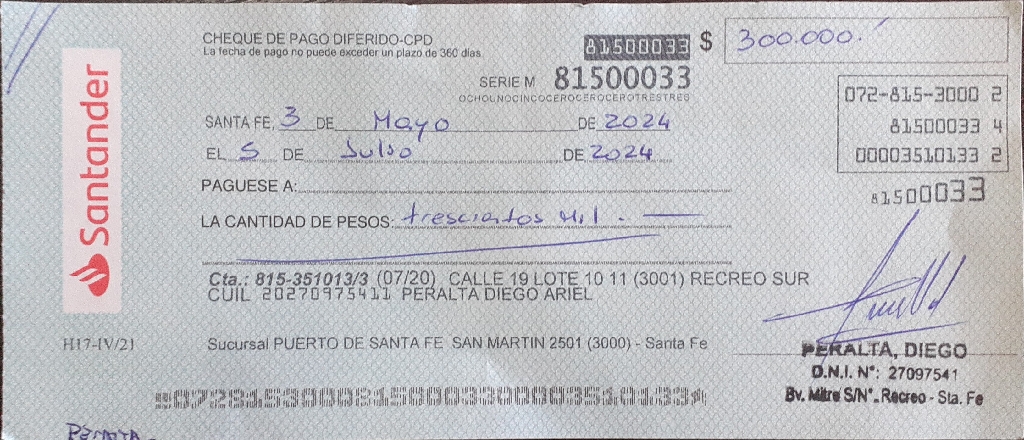 Santander
CHEQUE DE PAGO DIFERIDO-CPD
La fecha de pago no puede exceder un plazo de 360 días
81500033 $ 300.000.
SERIE M 81500033
OCHOUNOCINCOCEROCEROCEROTRESTRES
072-815-3000 2
81500033 4
00003510133 2
81500033
SANTA FE, 3 DE Mayo DE 2024
EL 5 DE Julio DE 2024
PAGUESE A:
LA CANTIDAD DE PESOS: trescientos Mil.
Cta.: 815-351013/3 (07/20) CALLE 19 LOTE 10 11 (3001) RECREO SUR
CUIL 20270975411 PERALTA DIEGO ARIEL
H17-IV/21
Sucursal PUERTO DE SANTA FE SAN MARTIN 2501 (3000) - Santa Fe
PERALTA, DIEGO
D.N.I. N°: 27097541
Bv. Mitre S/N°. Recreo - Sta. Fe
07281530008150003300003510133
PERALTA